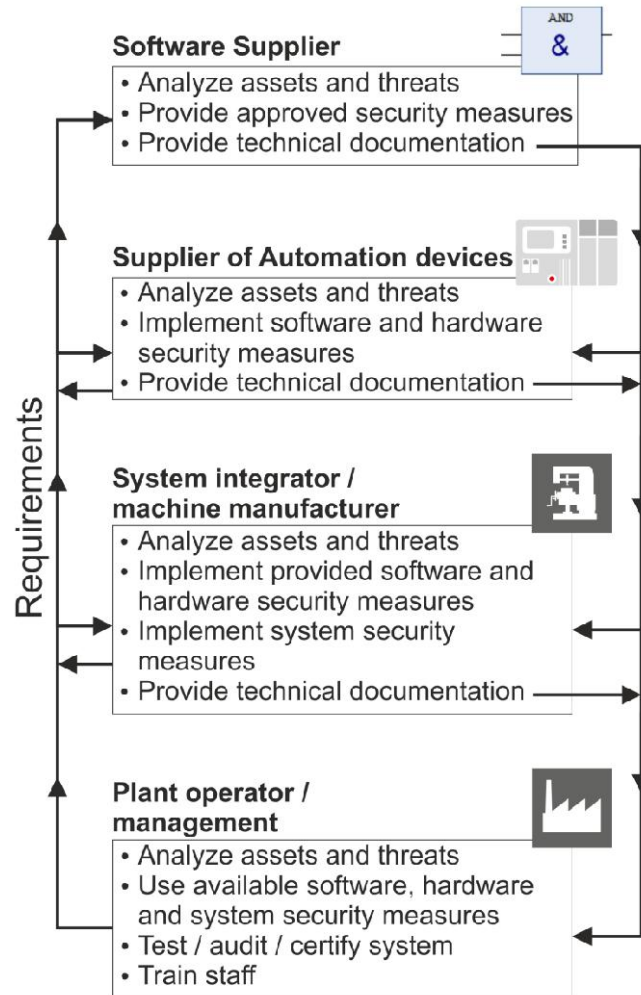 AND
&
Software Supplier
• Analyze assets and threats
• Provide approved security measures
• Provide technical documentation
Supplier of Automation devices
• Analyze assets and threats
• Implement software and hardware
security measures
• Provide technical documentation
Requirements
System integrator /
machine manufacturer
• Analyze assets and threats
• Implement provided software and
hardware security measures
• Implement system security
measures
• Provide technical documentation
Plant operator /
management
• Analyze assets and threats
• Use available software, hardware
and system security measures
• Test / audit / certify system
• Train staff